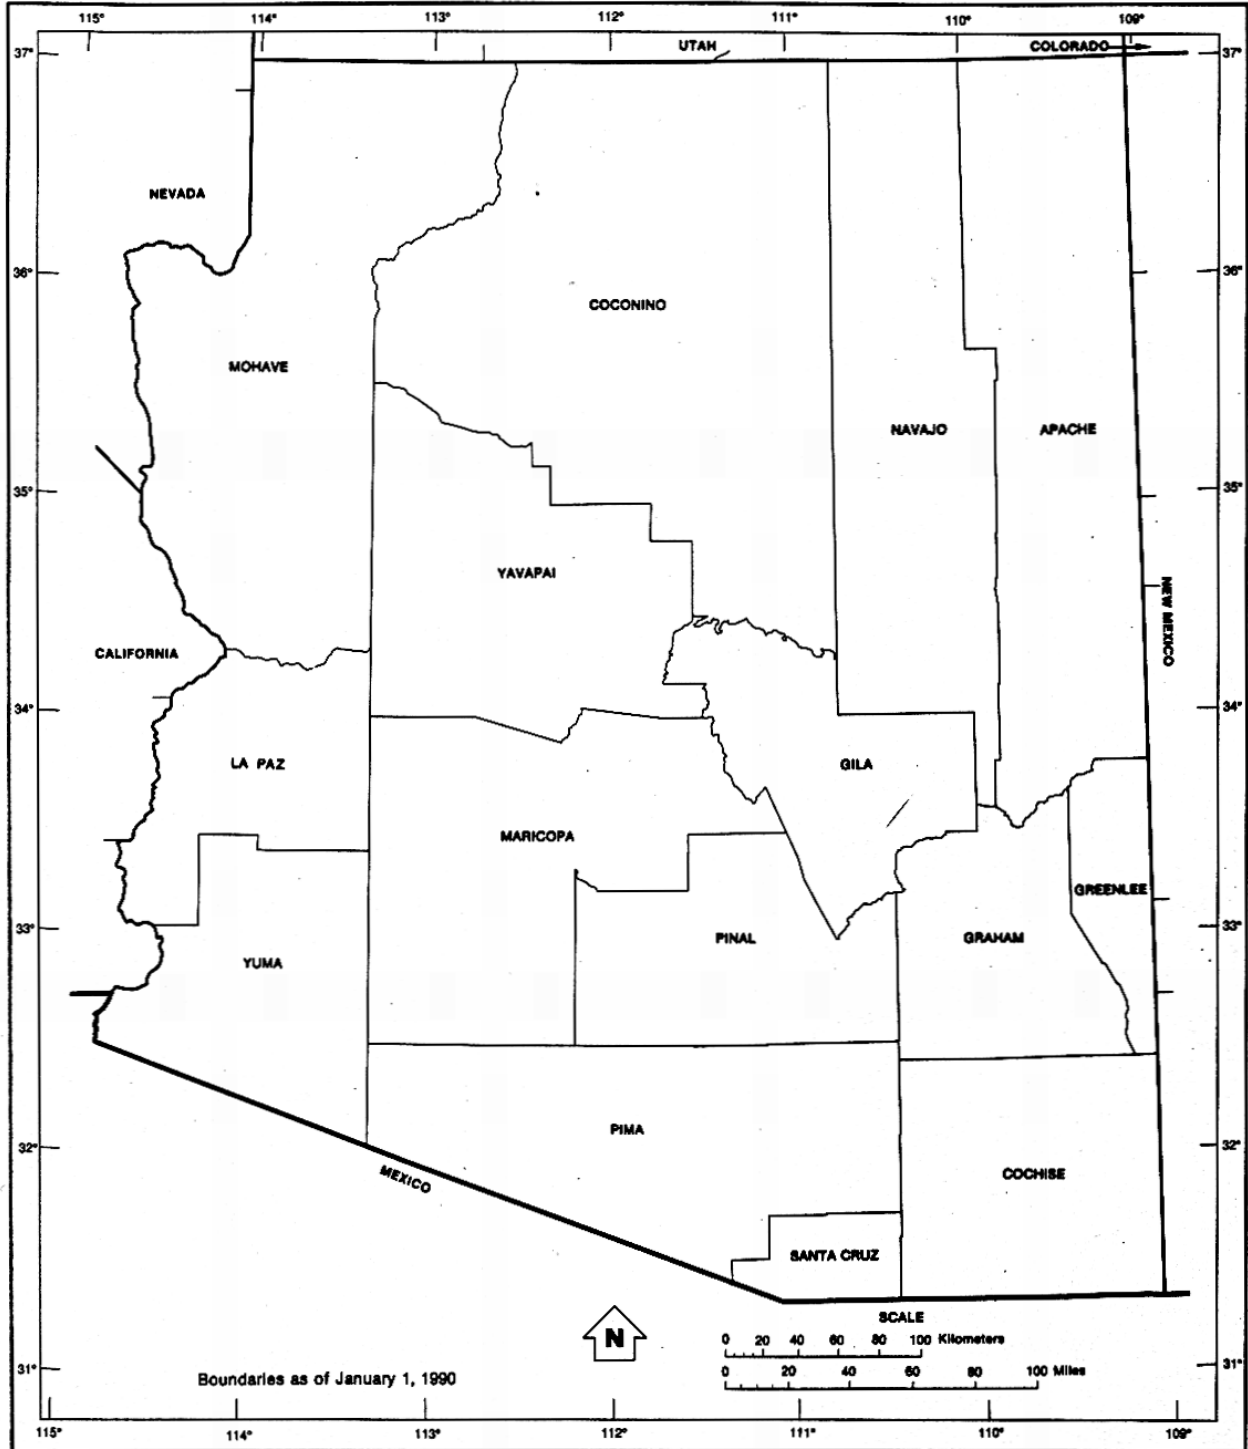 115° 114° 113° 112° 111° 110° 109°
37° UTAH COLORADO 37°
NEVADA
36° 36°
COCONINO
MOHAVE
NAVAJO APACHE
35° 35°
YAVAPAI
NEW MEXICO
CALIFORNIA
34° 34°
LA PAZ GILA
MARICOPA
GREENLEE
33° PINAL GRAHAM 33°
YUMA
PIMA
32° 32°
MEXICO COCHISE
SANTA CRUZ
SCALE
N
0 20 40 60 80 100 Kilometers
31° 31°
Boundaries as of January 1, 1990 0 20 40 60 80 100 Miles
115° 114° 113° 112° 111° 110° 109°